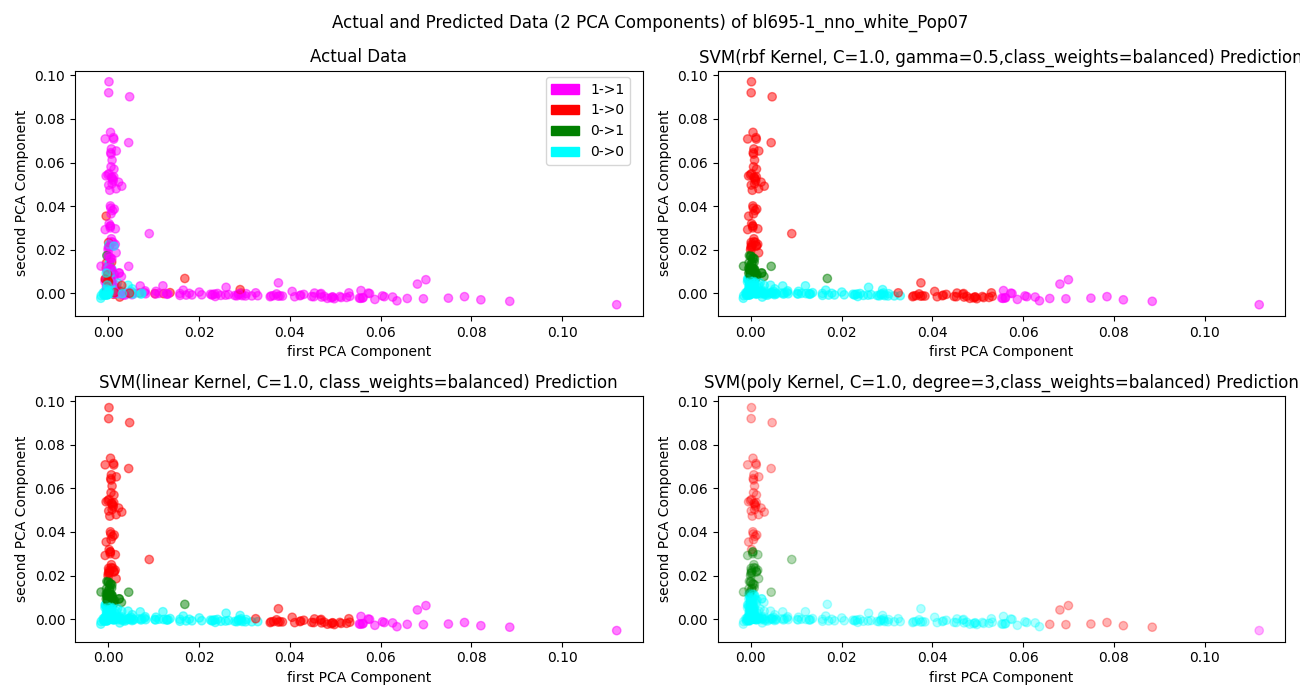 Actual and Predicted Data (2 PCA Components) of bl695-1_nno_white_Pop07
Actual Data
0.10
0.08
0.06
0.04
0.02
0.00
second PCA Component
1->1
1->0
0->1
0->0
0.00 0.02 0.04 0.06 0.08 0.10
first PCA Component
SVM(rbf Kernel, C=1.0, gamma=0.5,class_weights=balanced) Prediction
0.10
0.08
0.06
0.04
0.02
0.00
second PCA Component
0.00 0.02 0.04 0.06 0.08 0.10
first PCA Component
SVM(linear Kernel, C=1.0, class_weights=balanced) Prediction
0.10
0.08
0.06
0.04
0.02
0.00
second PCA Component
0.00 0.02 0.04 0.06 0.08 0.10
first PCA Component
SVM(poly Kernel, C=1.0, degree=3,class_weights=balanced) Prediction
0.10
0.08
0.06
0.04
0.02
0.00
second PCA Component
0.00 0.02 0.04 0.06 0.08 0.10
first PCA Component